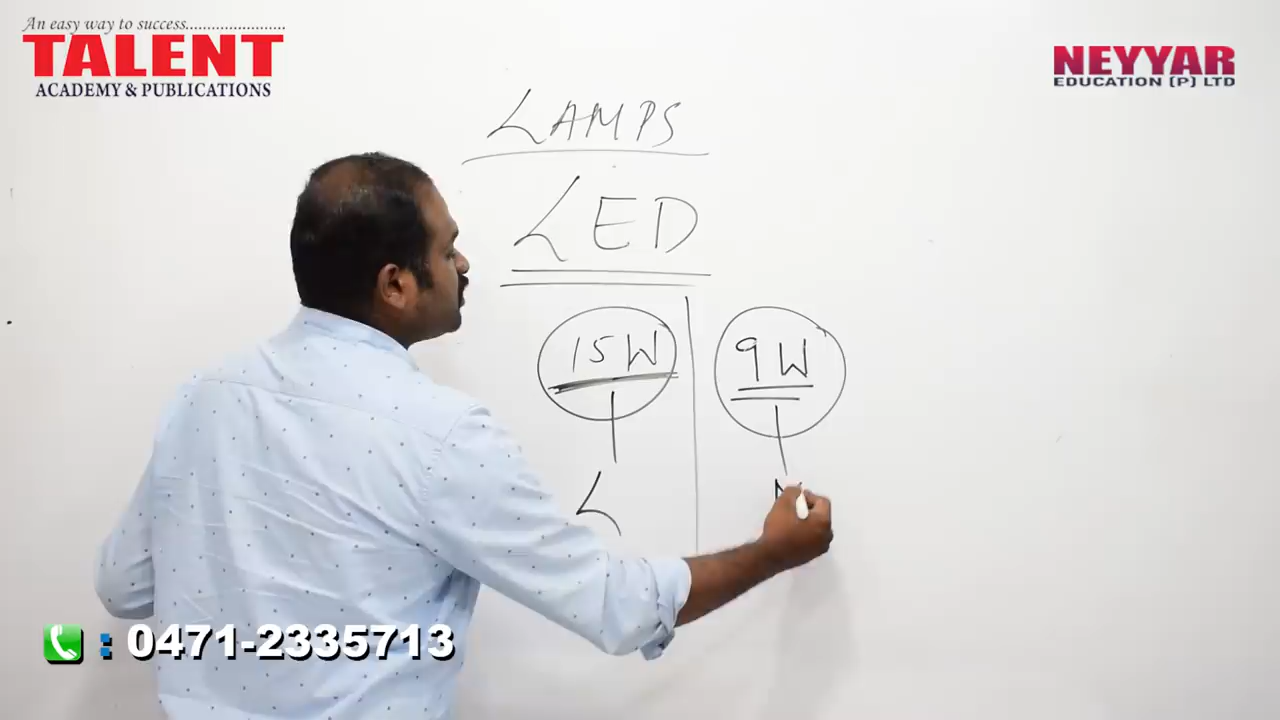 An easy way to success......................
TALENT
ACADEMY & PUBLICATIONS
NEYYAR
EDUCATION (P) LTD
LAMPS
LED
15W
9W
L
: 0471-2335713